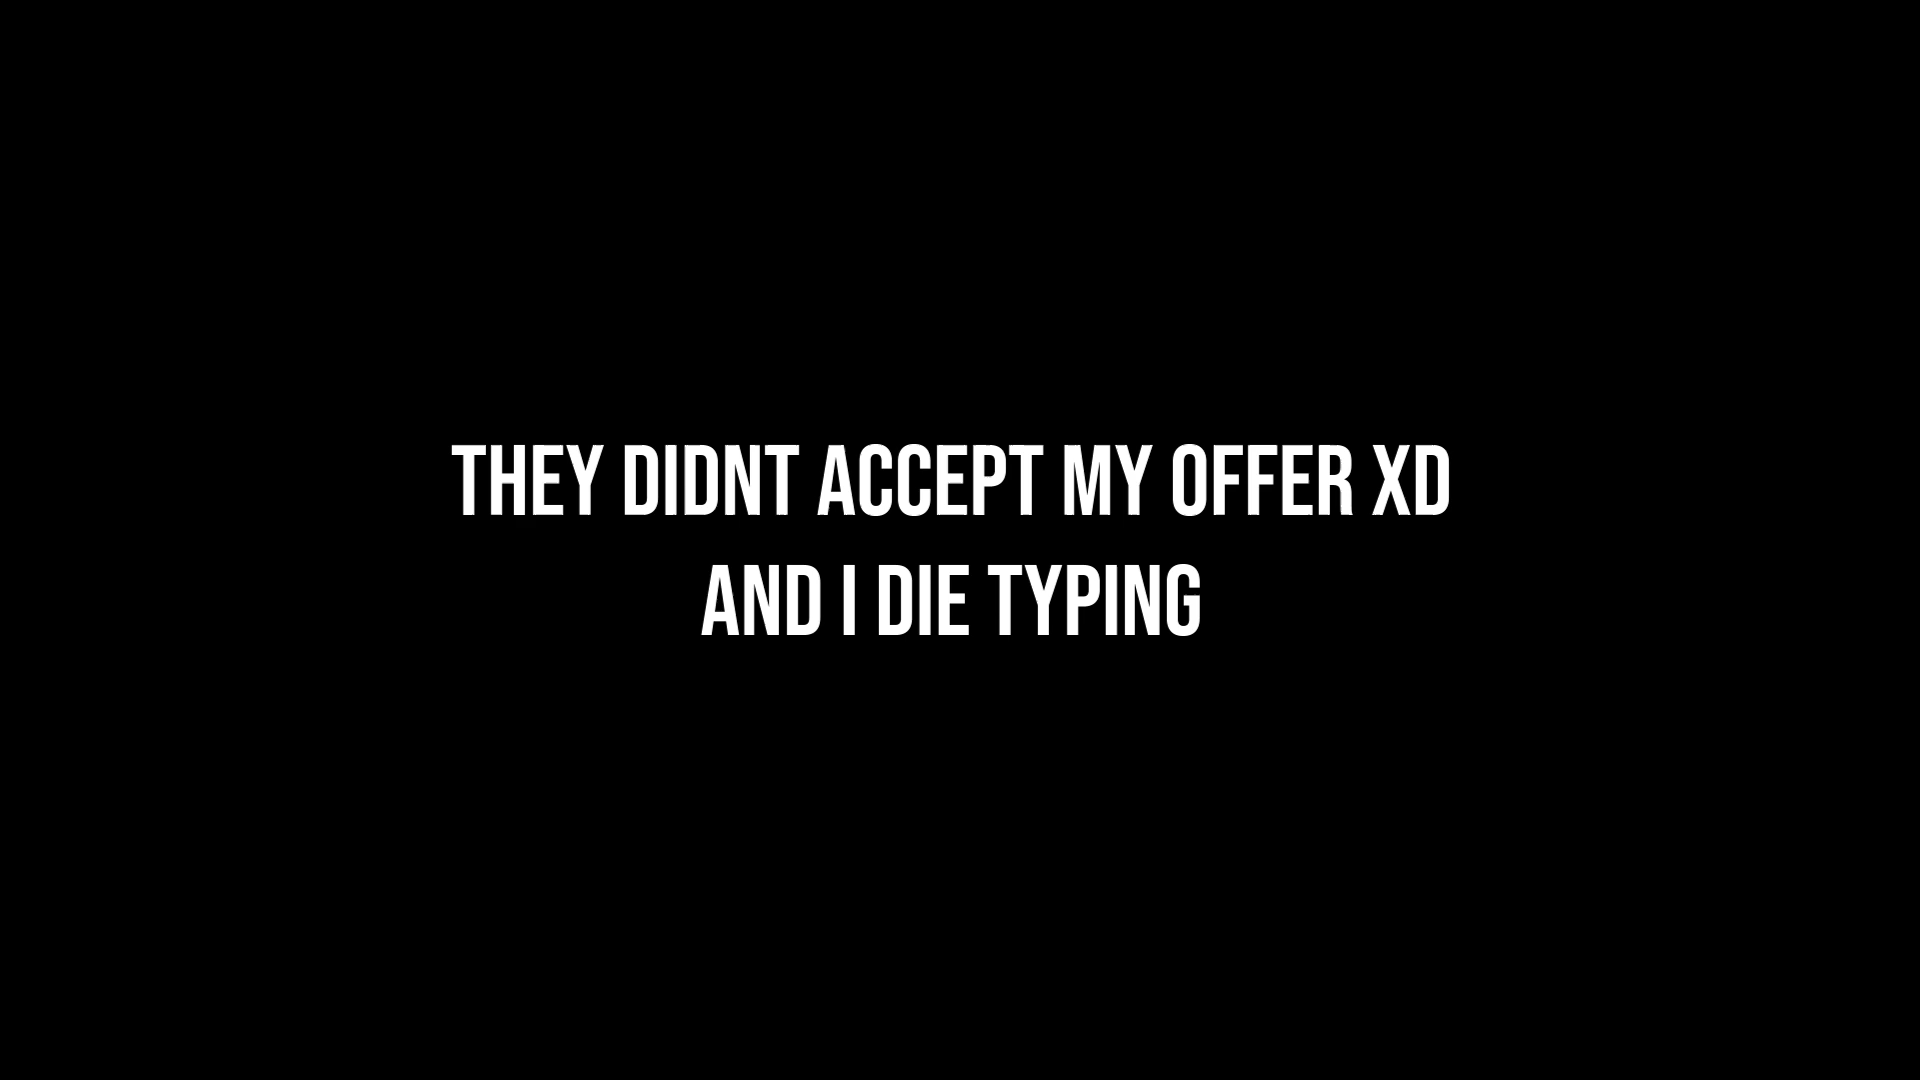 THEY DIDNT ACCEPT MY OFFER XD
AND I DIE TYPING